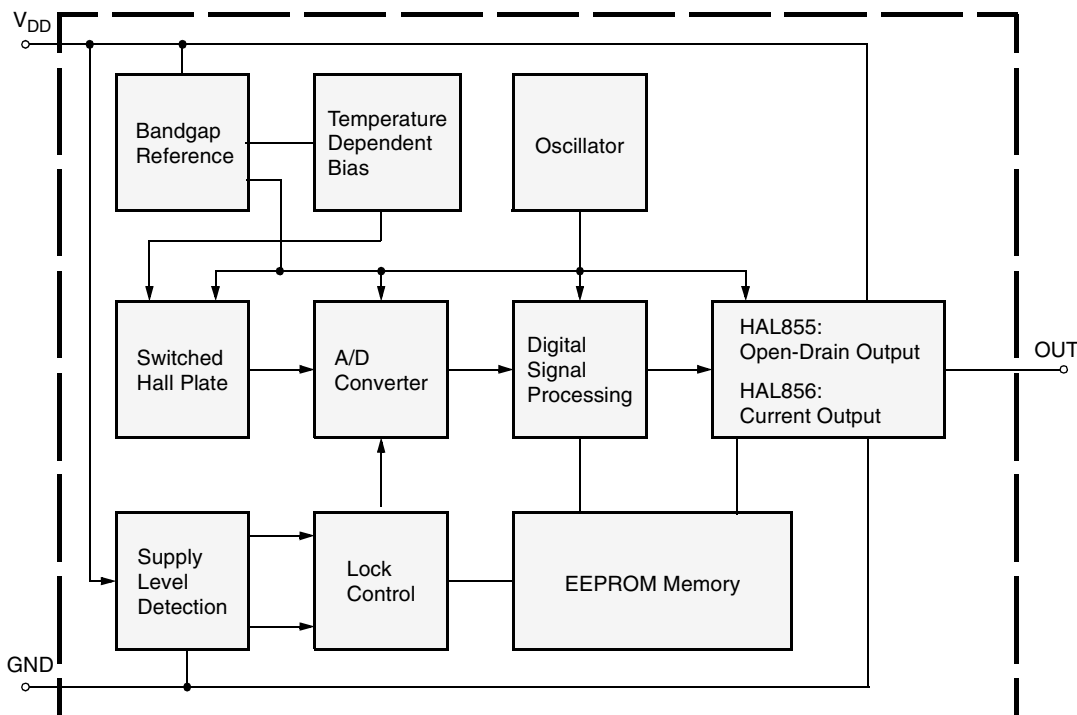 VDD
Bandgap
Reference
Temperature
Dependent
Bias
Oscillator
Switched
Hall Plate
A/D
Converter
Digital
Signal
Processing
HAL855:
Open-Drain Output
HAL856:
Current Output
OUT
Supply
Level
Detection
Lock
Control
EEPROM Memory
GND